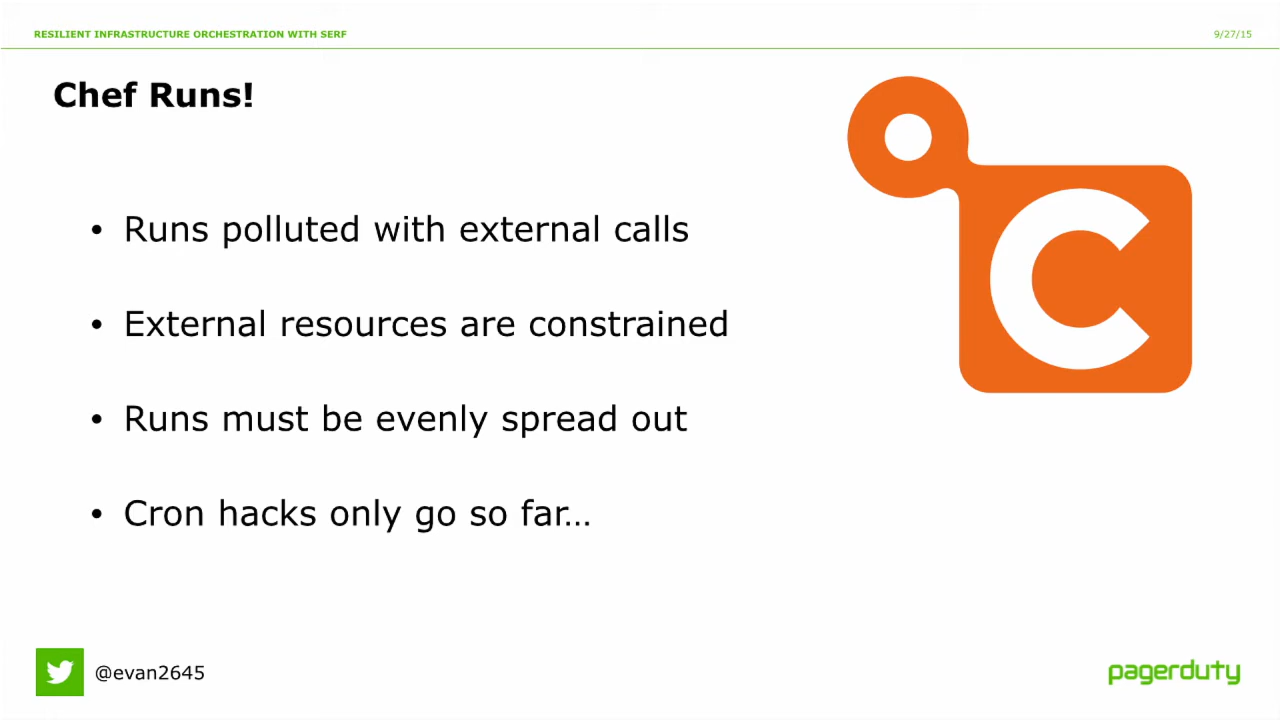 RESILIENT INFRASTRUCTURE ORCHESTRATION WITH SERF
9/27/15
Chef Runs!
• Runs polluted with external calls
• External resources are constrained
• Runs must be evenly spread out
• Cron hacks only go so far…
C
@evan2645
pagerduty